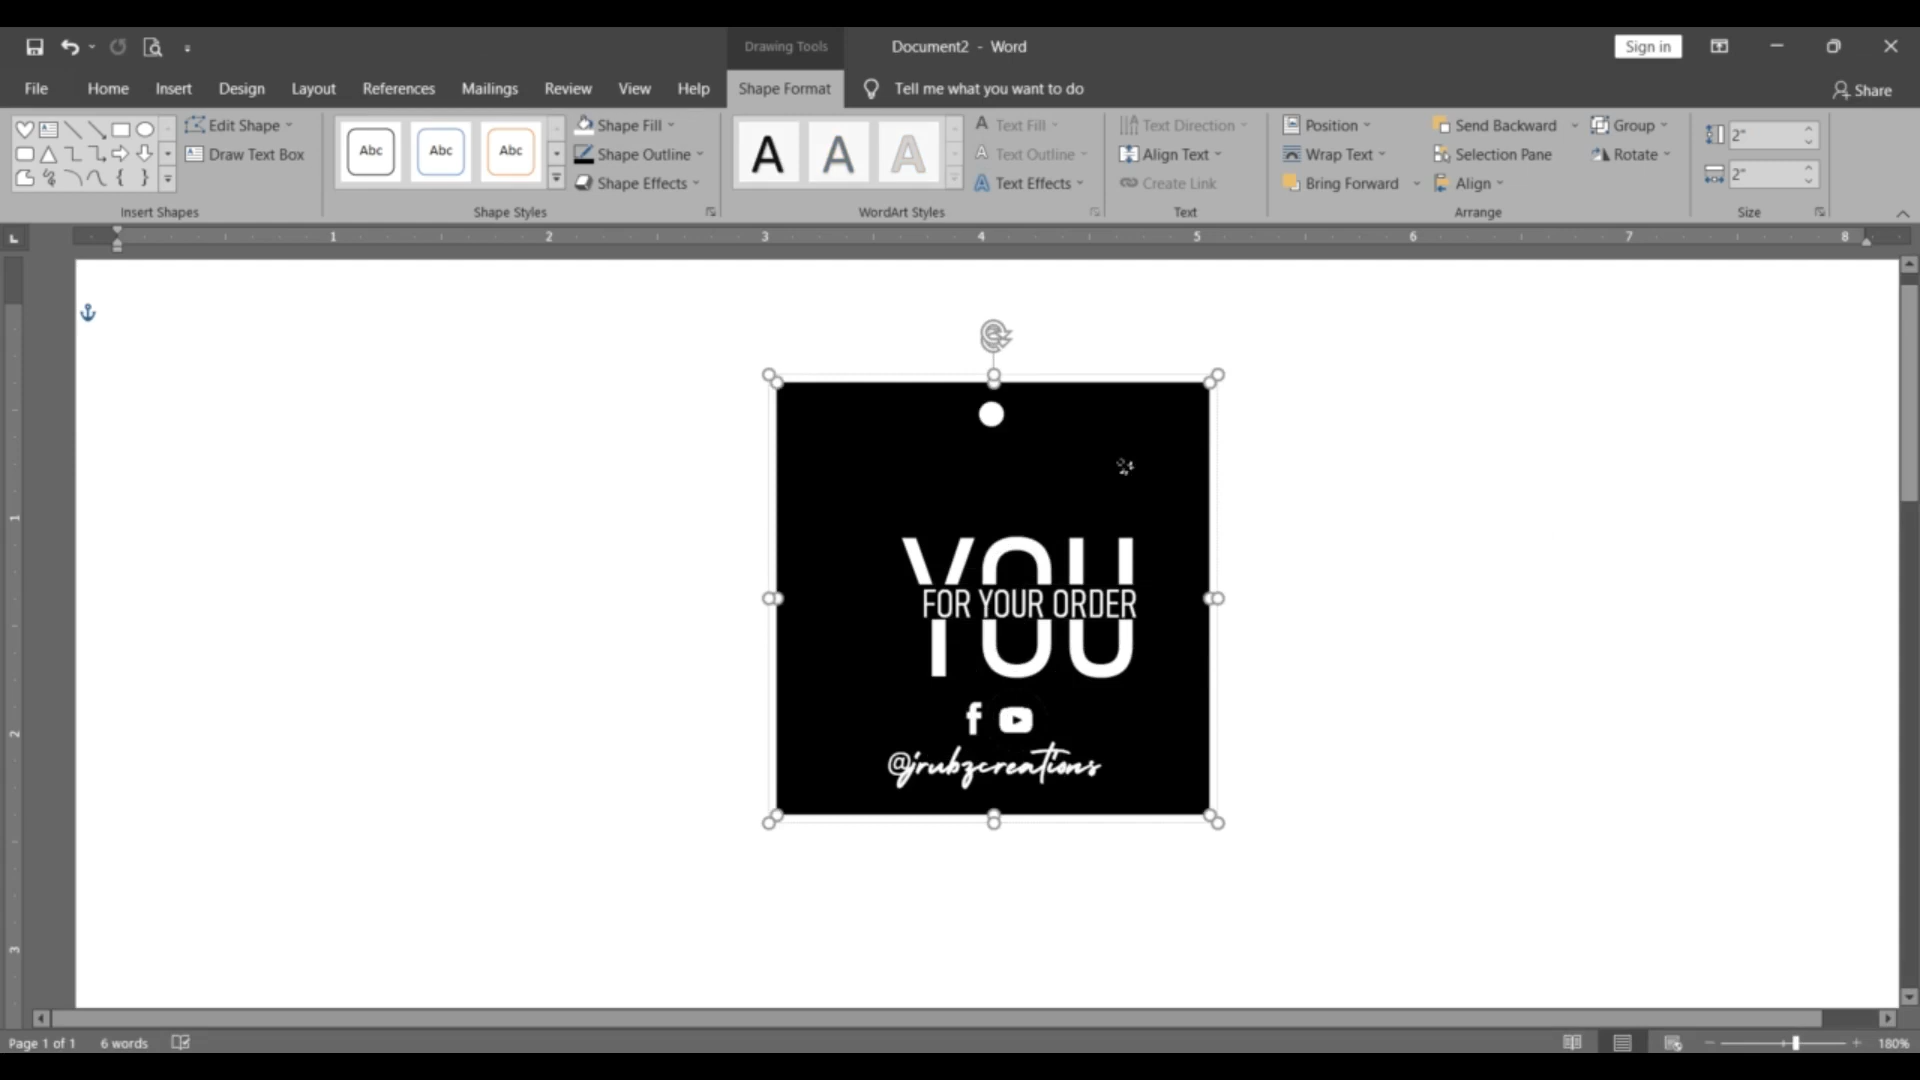 Drawing Tools
Document2 - Word
Sign in
File Home Insert Design Layout References Mailings Review View Help Shape Format Tell me what you want to do Share
Edit Shape
Draw Text Box
Insert Shapes
Abc Abc Abc
Shape Fill
Shape Outline
Shape Effects
Shape Styles
A A A
A Text Fill
A Text Outline
A Text Effects
WordArt Styles
Text Direction
Align Text
Create Link
Text
Position
Wrap Text
Bring Forward
Send Backward
Selection Pane
Align
Group
Rotate
Arrange
2"
2"
Size
1 2 3 4 5 6 7 8
1
2
3
YOU
FOR YOUR ORDER
f
@jrubzcreations
Page 1 of 1 6 words 180%